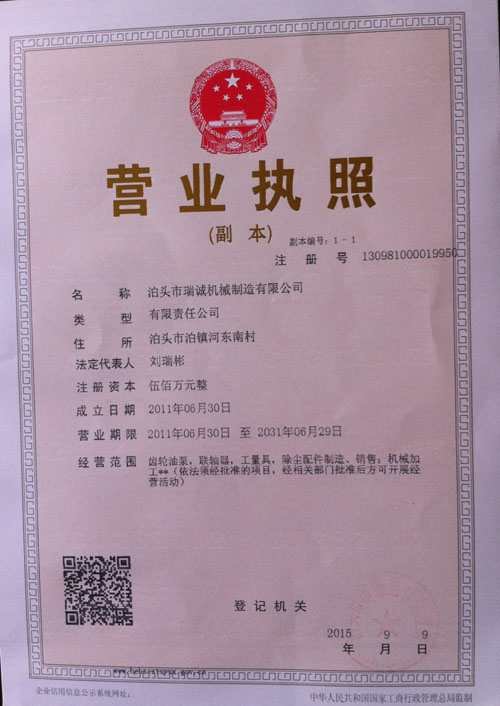 营业执照
(副 本)
副本编号：1－1
注 册 号 130981000019950
名 称 泊头市瑞诚机械制造有限公司
类 型 有限责任公司
住 所 泊头市泊镇河东南村
法定代表人 刘瑞彬
注册资本 伍佰万元整
成立日期 2011年06月30日
营业期限 2011年06月30日 至 2031年06月29日
经营范围 齿轮油泵，联轴器，工量具，除尘配件制造、销售；机械加
工**（依法须经批准的项目，经相关部门批准后方可开展经
营活动）
登记机关
2015 9 9
年 月 日
企业信用信息公示系统网址：
中华人民共和国国家工商行政管理总局监制